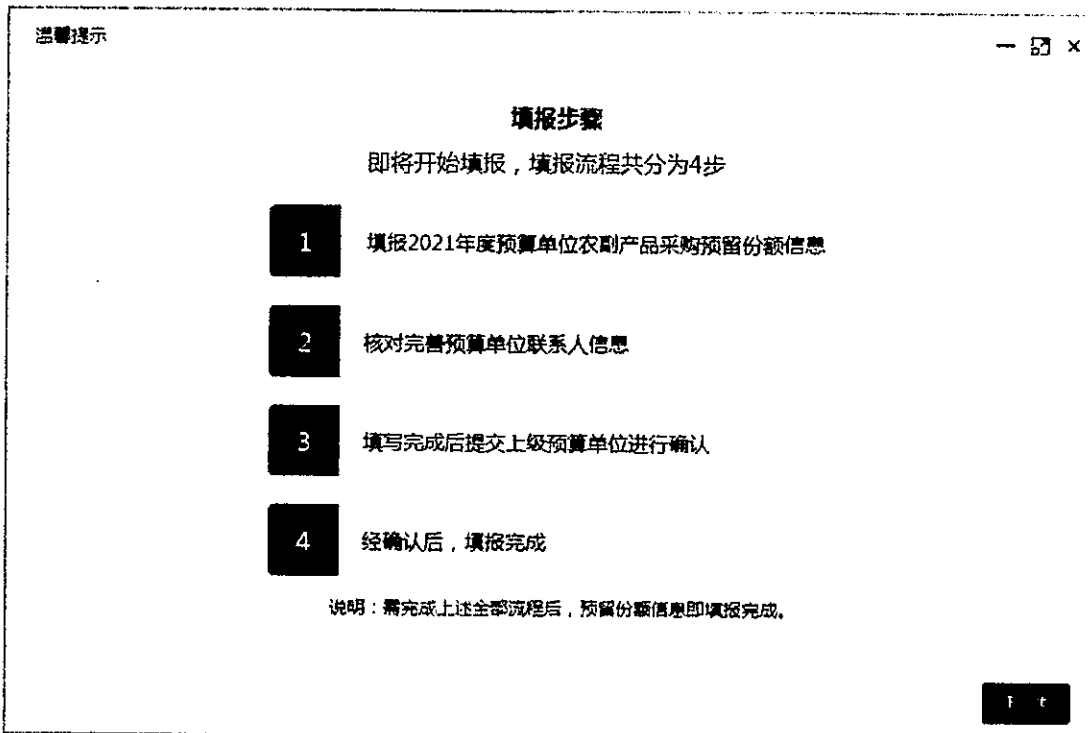 温馨提示
填报步骤
即将开始填报，填报流程共分为4步
1 填报2021年度预算单位农副产品采购预留份额信息
2 核对完善预算单位联系人信息
3 填写完成后提交上级预算单位进行确认
4 经确认后，填报完成
说明：需完成上述全部流程后，预留份额信息即填报完成。